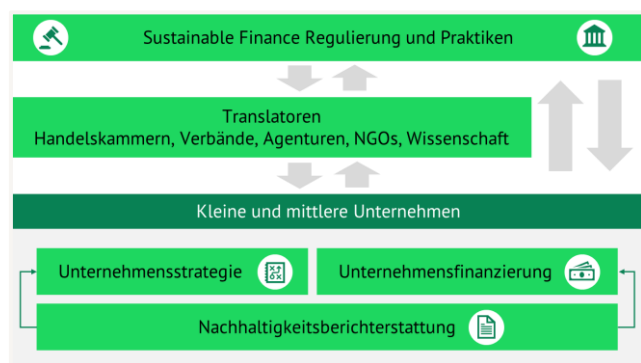 Sustainable Finance Regulierung und Praktiken
Translatoren
Handelskammern, Verbände, Agenturen, NGOs, Wissenschaft
Kleine und mittlere Unternehmen
Unternehmensstrategie
Unternehmensfinanzierung
Nachhaltigkeitsberichterstattung